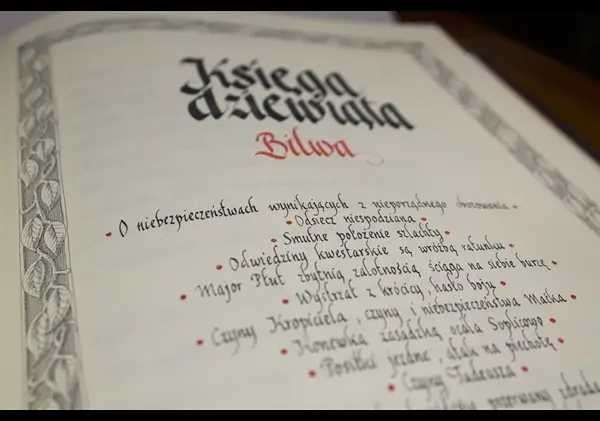 Księga
dziewiąta
Bitwa
• O niebezpieczeństwach wynikających z nieporządnego obozowania •
• Odsiecz niespodziana •
• Smutne położenie szlachty •
• Odwiedziny kwestarskie są wróżbą ratunku •
• Major Płut zbytnią zalotnością ściąga na siebie burzę •
• Wystrzał z krócicy, hasło boju •
• Czyny Kropiciela, czyny i niebezpieczeństwa Maćka •
• Konewka zasadzką ocala Soplicowo •
• Posiłki jezdne, atak na piechotę •
• Czyny Tadeusza •
przerwany zdradą